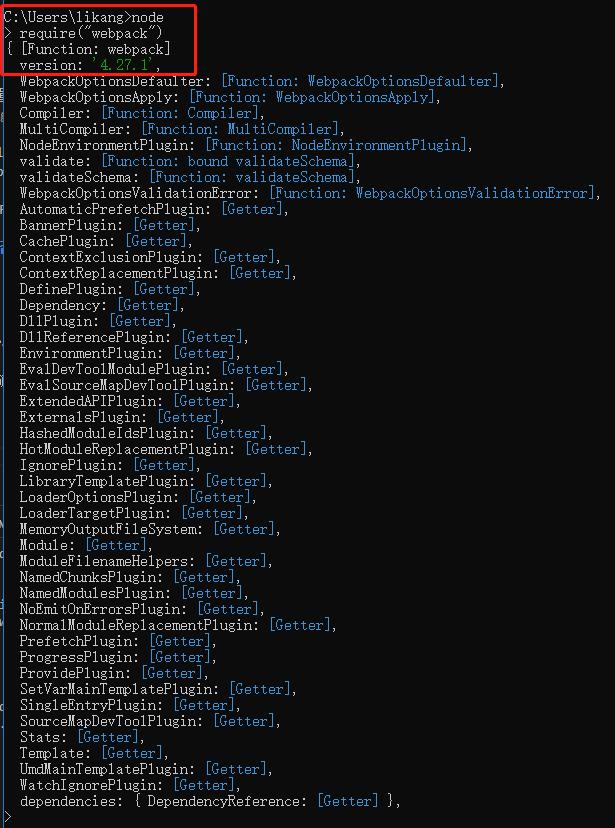 C:\Users\likang>node
> require("webpack")
{ [Function: webpack]
version: '4.27.1',
WebpackOptionsDefaulter: [Function: WebpackOptionsDefaulter],
WebpackOptionsApply: [Function: WebpackOptionsApply],
Compiler: [Function: Compiler],
MultiCompiler: [Function: MultiCompiler],
NodeEnvironmentPlugin: [Function: NodeEnvironmentPlugin],
validate: [Function: bound validateSchema],
validateSchema: [Function: validateSchema],
WebpackOptionsValidationError: [Function: WebpackOptionsValidationError],
AutomaticPrefetchPlugin: [Getter],
BannerPlugin: [Getter],
CachePlugin: [Getter],
ContextExclusionPlugin: [Getter],
ContextReplacementPlugin: [Getter],
DefinePlugin: [Getter],
Dependency: [Getter],
DllPlugin: [Getter],
DllReferencePlugin: [Getter],
EnvironmentPlugin: [Getter],
EvalDevToolModulePlugin: [Getter],
EvalSourceMapDevToolPlugin: [Getter],
ExtendedAPIPlugin: [Getter],
ExternalsPlugin: [Getter],
HashedModuleIdsPlugin: [Getter],
HotModuleReplacementPlugin: [Getter],
IgnorePlugin: [Getter],
LibraryTemplatePlugin: [Getter],
LoaderOptionsPlugin: [Getter],
LoaderTargetPlugin: [Getter],
MemoryOutputFileSystem: [Getter],
Module: [Getter],
ModuleFilenameHelpers: [Getter],
NamedChunksPlugin: [Getter],
NamedModulesPlugin: [Getter],
NoEmitOnErrorsPlugin: [Getter],
NormalModuleReplacementPlugin: [Getter],
PrefetchPlugin: [Getter],
ProgressPlugin: [Getter],
ProvidePlugin: [Getter],
SetVarMainTemplatePlugin: [Getter],
SingleEntryPlugin: [Getter],
SourceMapDevToolPlugin: [Getter],
Stats: [Getter],
Template: [Getter],
UmdMainTemplatePlugin: [Getter],
WatchIgnorePlugin: [Getter],
dependencies: { DependencyReference: [Getter] },
>